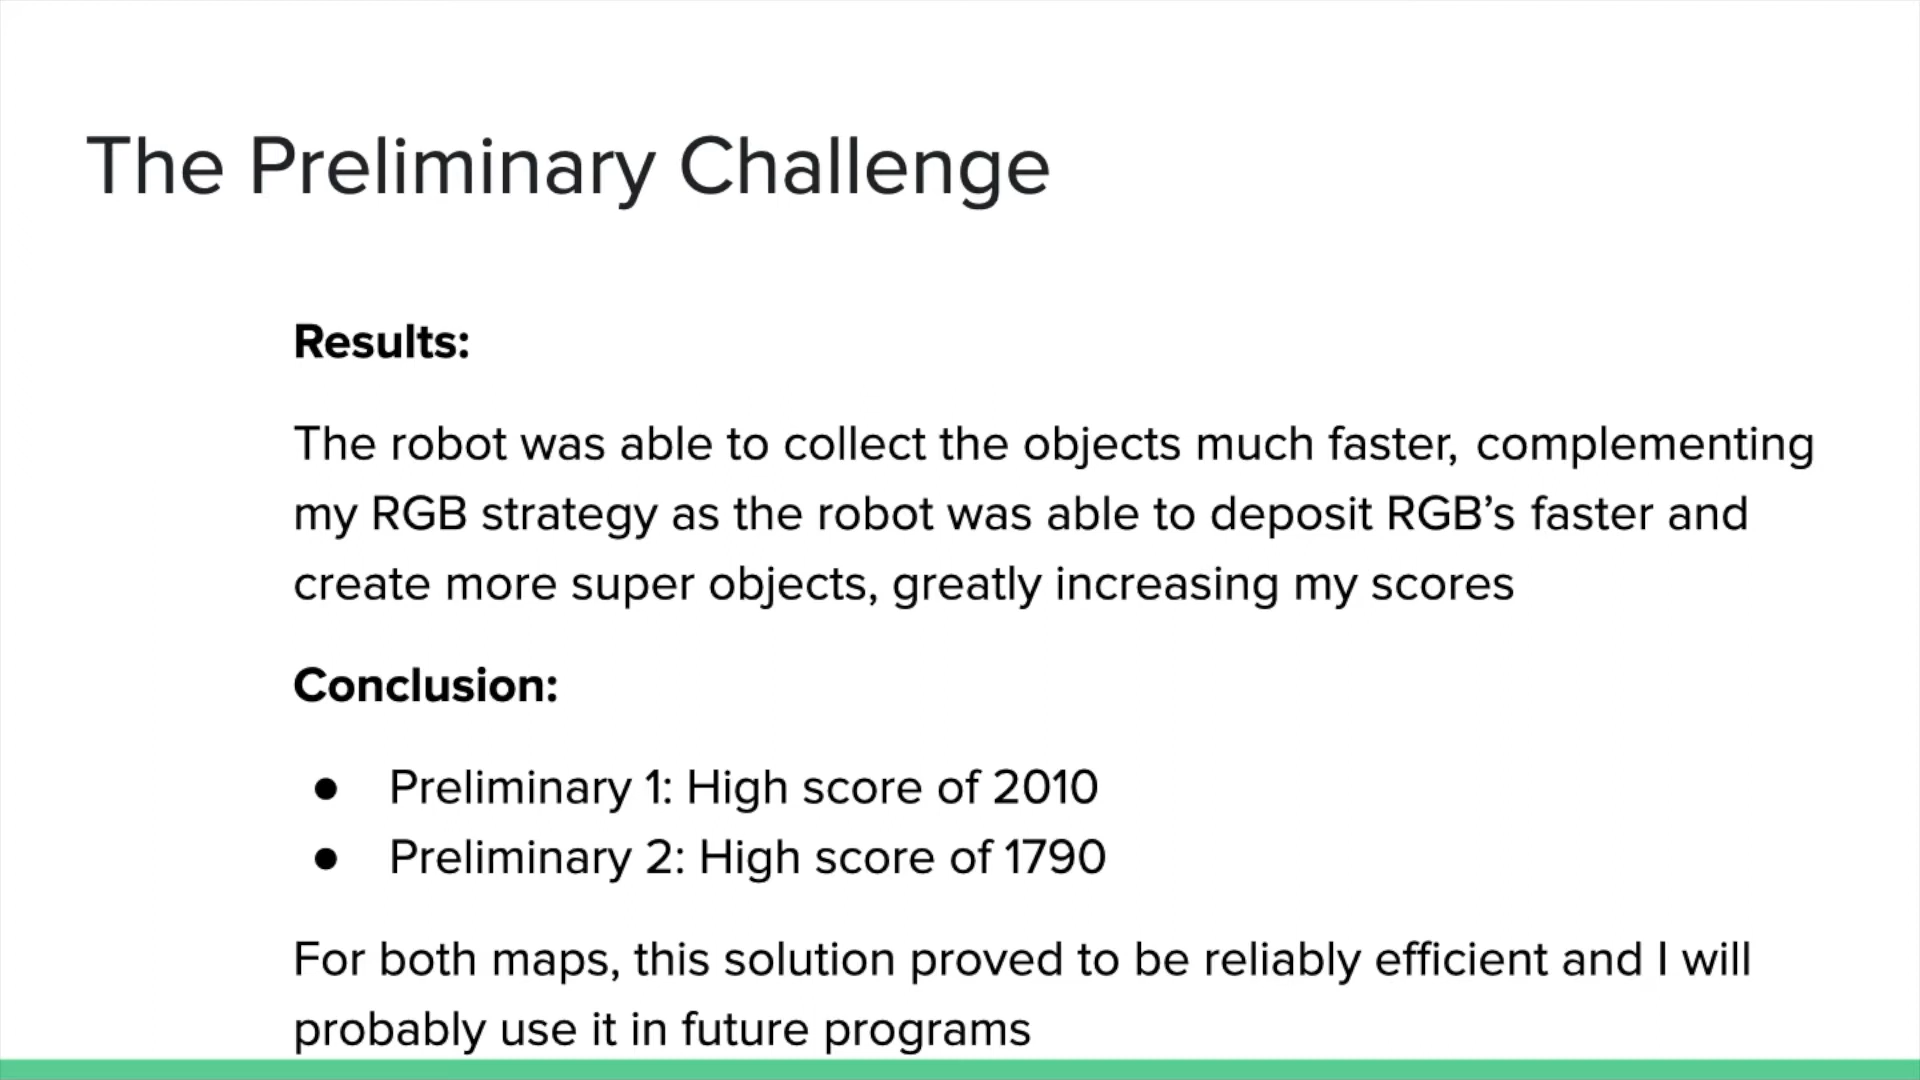 The Preliminary Challenge
Results:
The robot was able to collect the objects much faster, complementing
my RGB strategy as the robot was able to deposit RGB’s faster and
create more super objects, greatly increasing my scores
Conclusion:
● Preliminary 1: High score of 2010
● Preliminary 2: High score of 1790
For both maps, this solution proved to be reliably efficient and I will
probably use it in future programs